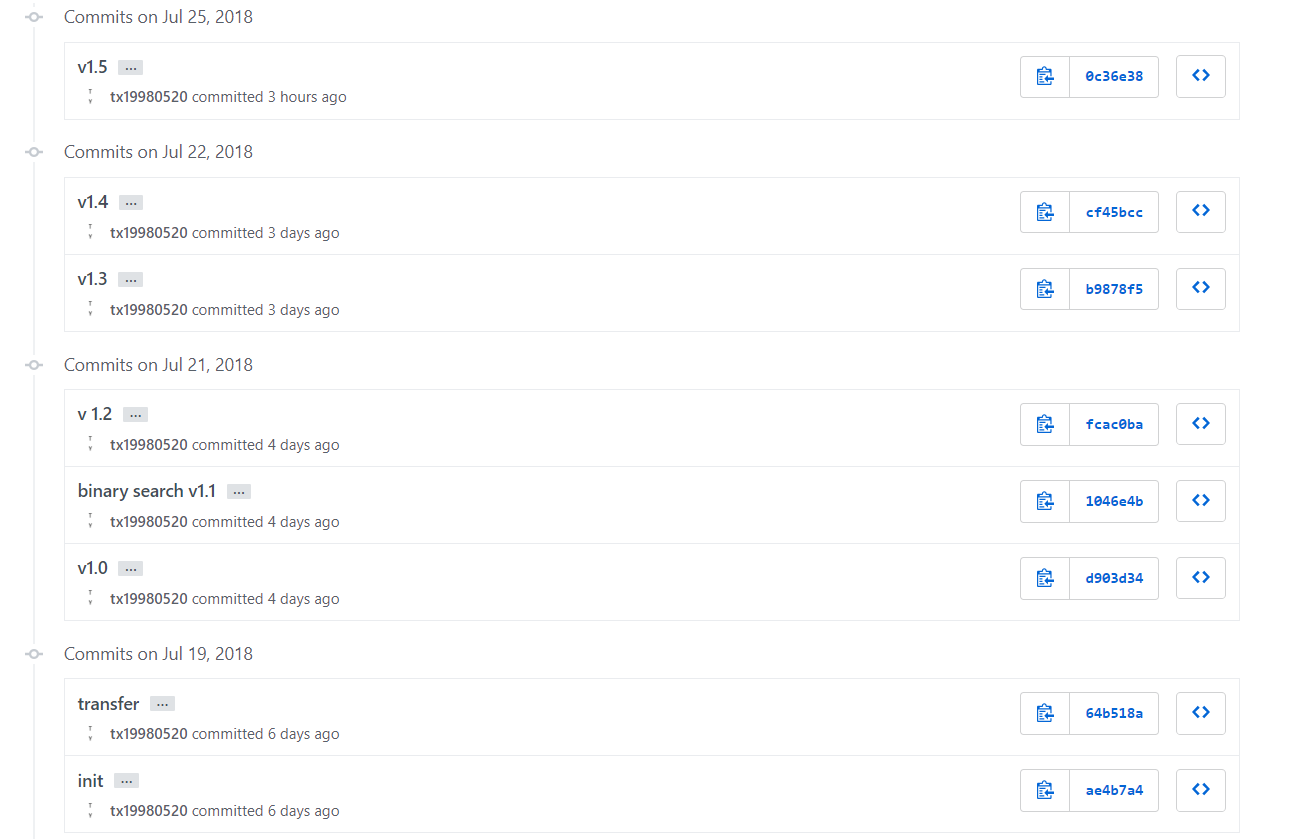 Commits on Jul 25, 2018
v1.5 ...
0c36e38
tx19980520 committed 3 hours ago
Commits on Jul 22, 2018
v1.4 ...
cf45bcc
tx19980520 committed 3 days ago
v1.3 ...
b9878f5
tx19980520 committed 3 days ago
Commits on Jul 21, 2018
v 1.2 ...
fcac0ba
tx19980520 committed 4 days ago
binary search v1.1 ...
1046e4b
tx19980520 committed 4 days ago
v1.0 ...
d903d34
tx19980520 committed 4 days ago
Commits on Jul 19, 2018
transfer ...
64b518a
tx19980520 committed 6 days ago
init ...
ae4b7a4
tx19980520 committed 6 days ago